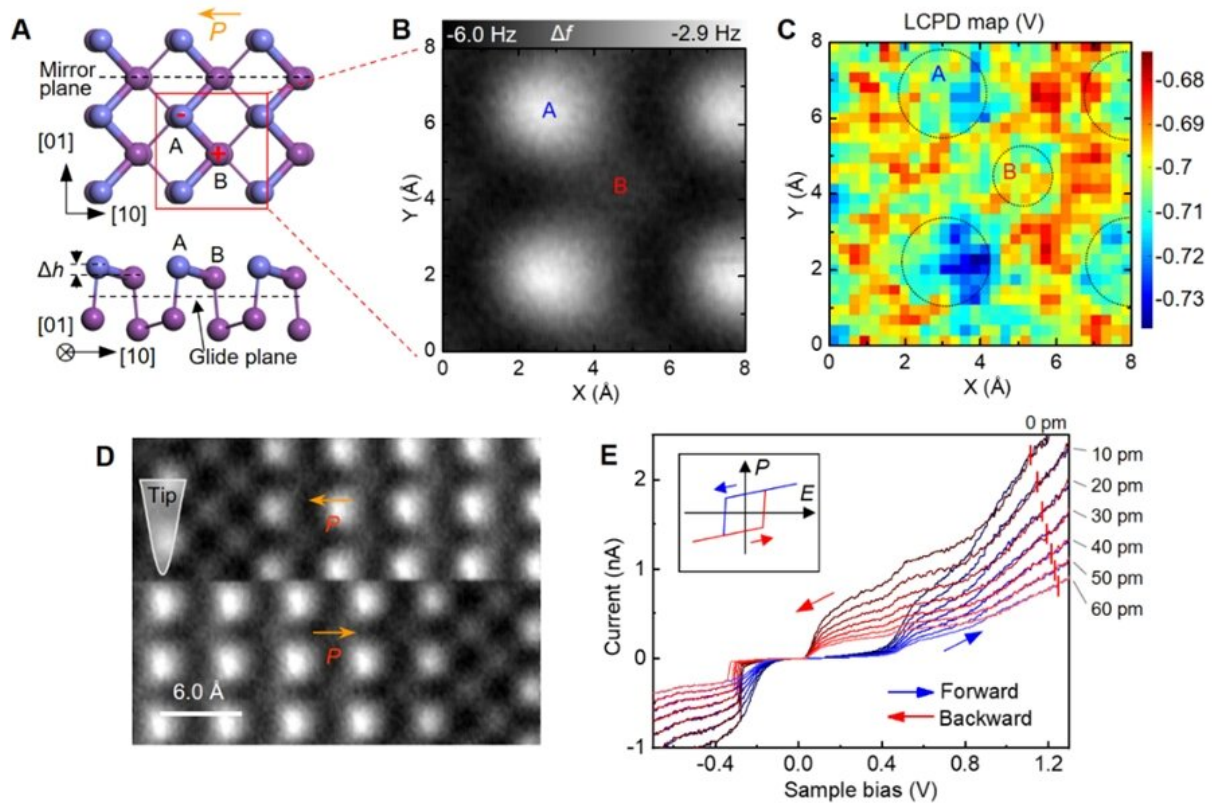 A
P
Mirror plane
[01]
-
A
+
B
[10]
A
B
Δh
[01]
[10]
Glide plane
B
-6.0 Hz Δf -2.9 Hz
8
6
4
2
0
Y (Å)
A
B
2 4 6 8
X (Å)
C
LCPD map (V)
8
6
4
2
0
Y (Å)
A
B
0 2 4 6 8
X (Å)
-0.68
-0.69
-0.7
-0.71
-0.72
-0.73
D
Tip
P
P
6.0 Å
E
0 pm
10 pm
20 pm
30 pm
40 pm
50 pm
60 pm
P
E
2
1
0
-1
Current (nA)
Forward
Backward
-0.4 0.0 0.4 0.8 1.2
Sample bias (V)